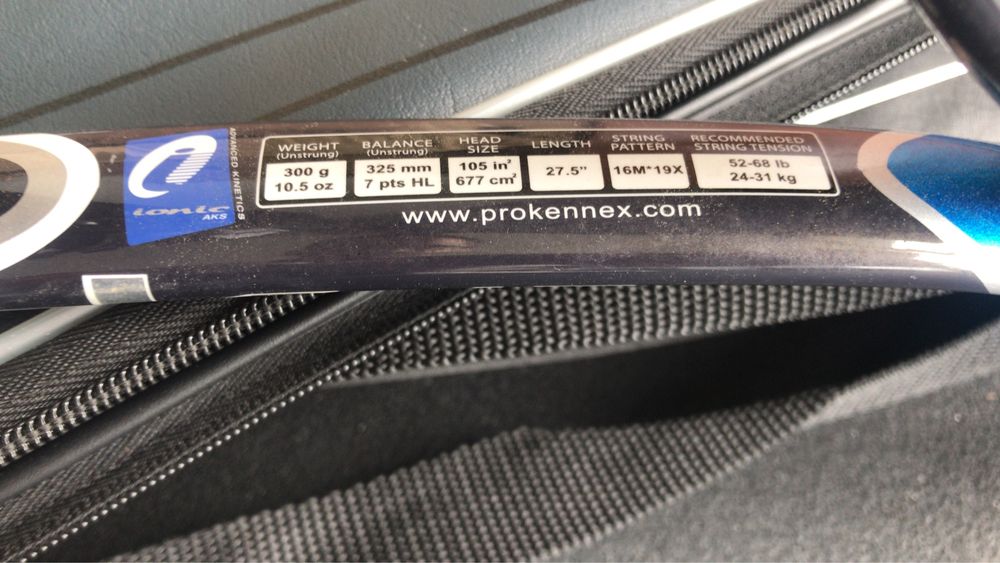 ionic
AKS
ADVANCED KINETICS
WEIGHT BALANCE HEAD LENGTH STRING RECOMMENDED
(Unstrung) (Unstrung) SIZE PATTERN STRING TENSION
300 g 325 mm 105 in² 27.5" 16M*19X 52-68 lb
10.5 oz 7 pts HL 677 cm² 24-31 kg
www.prokennex.com